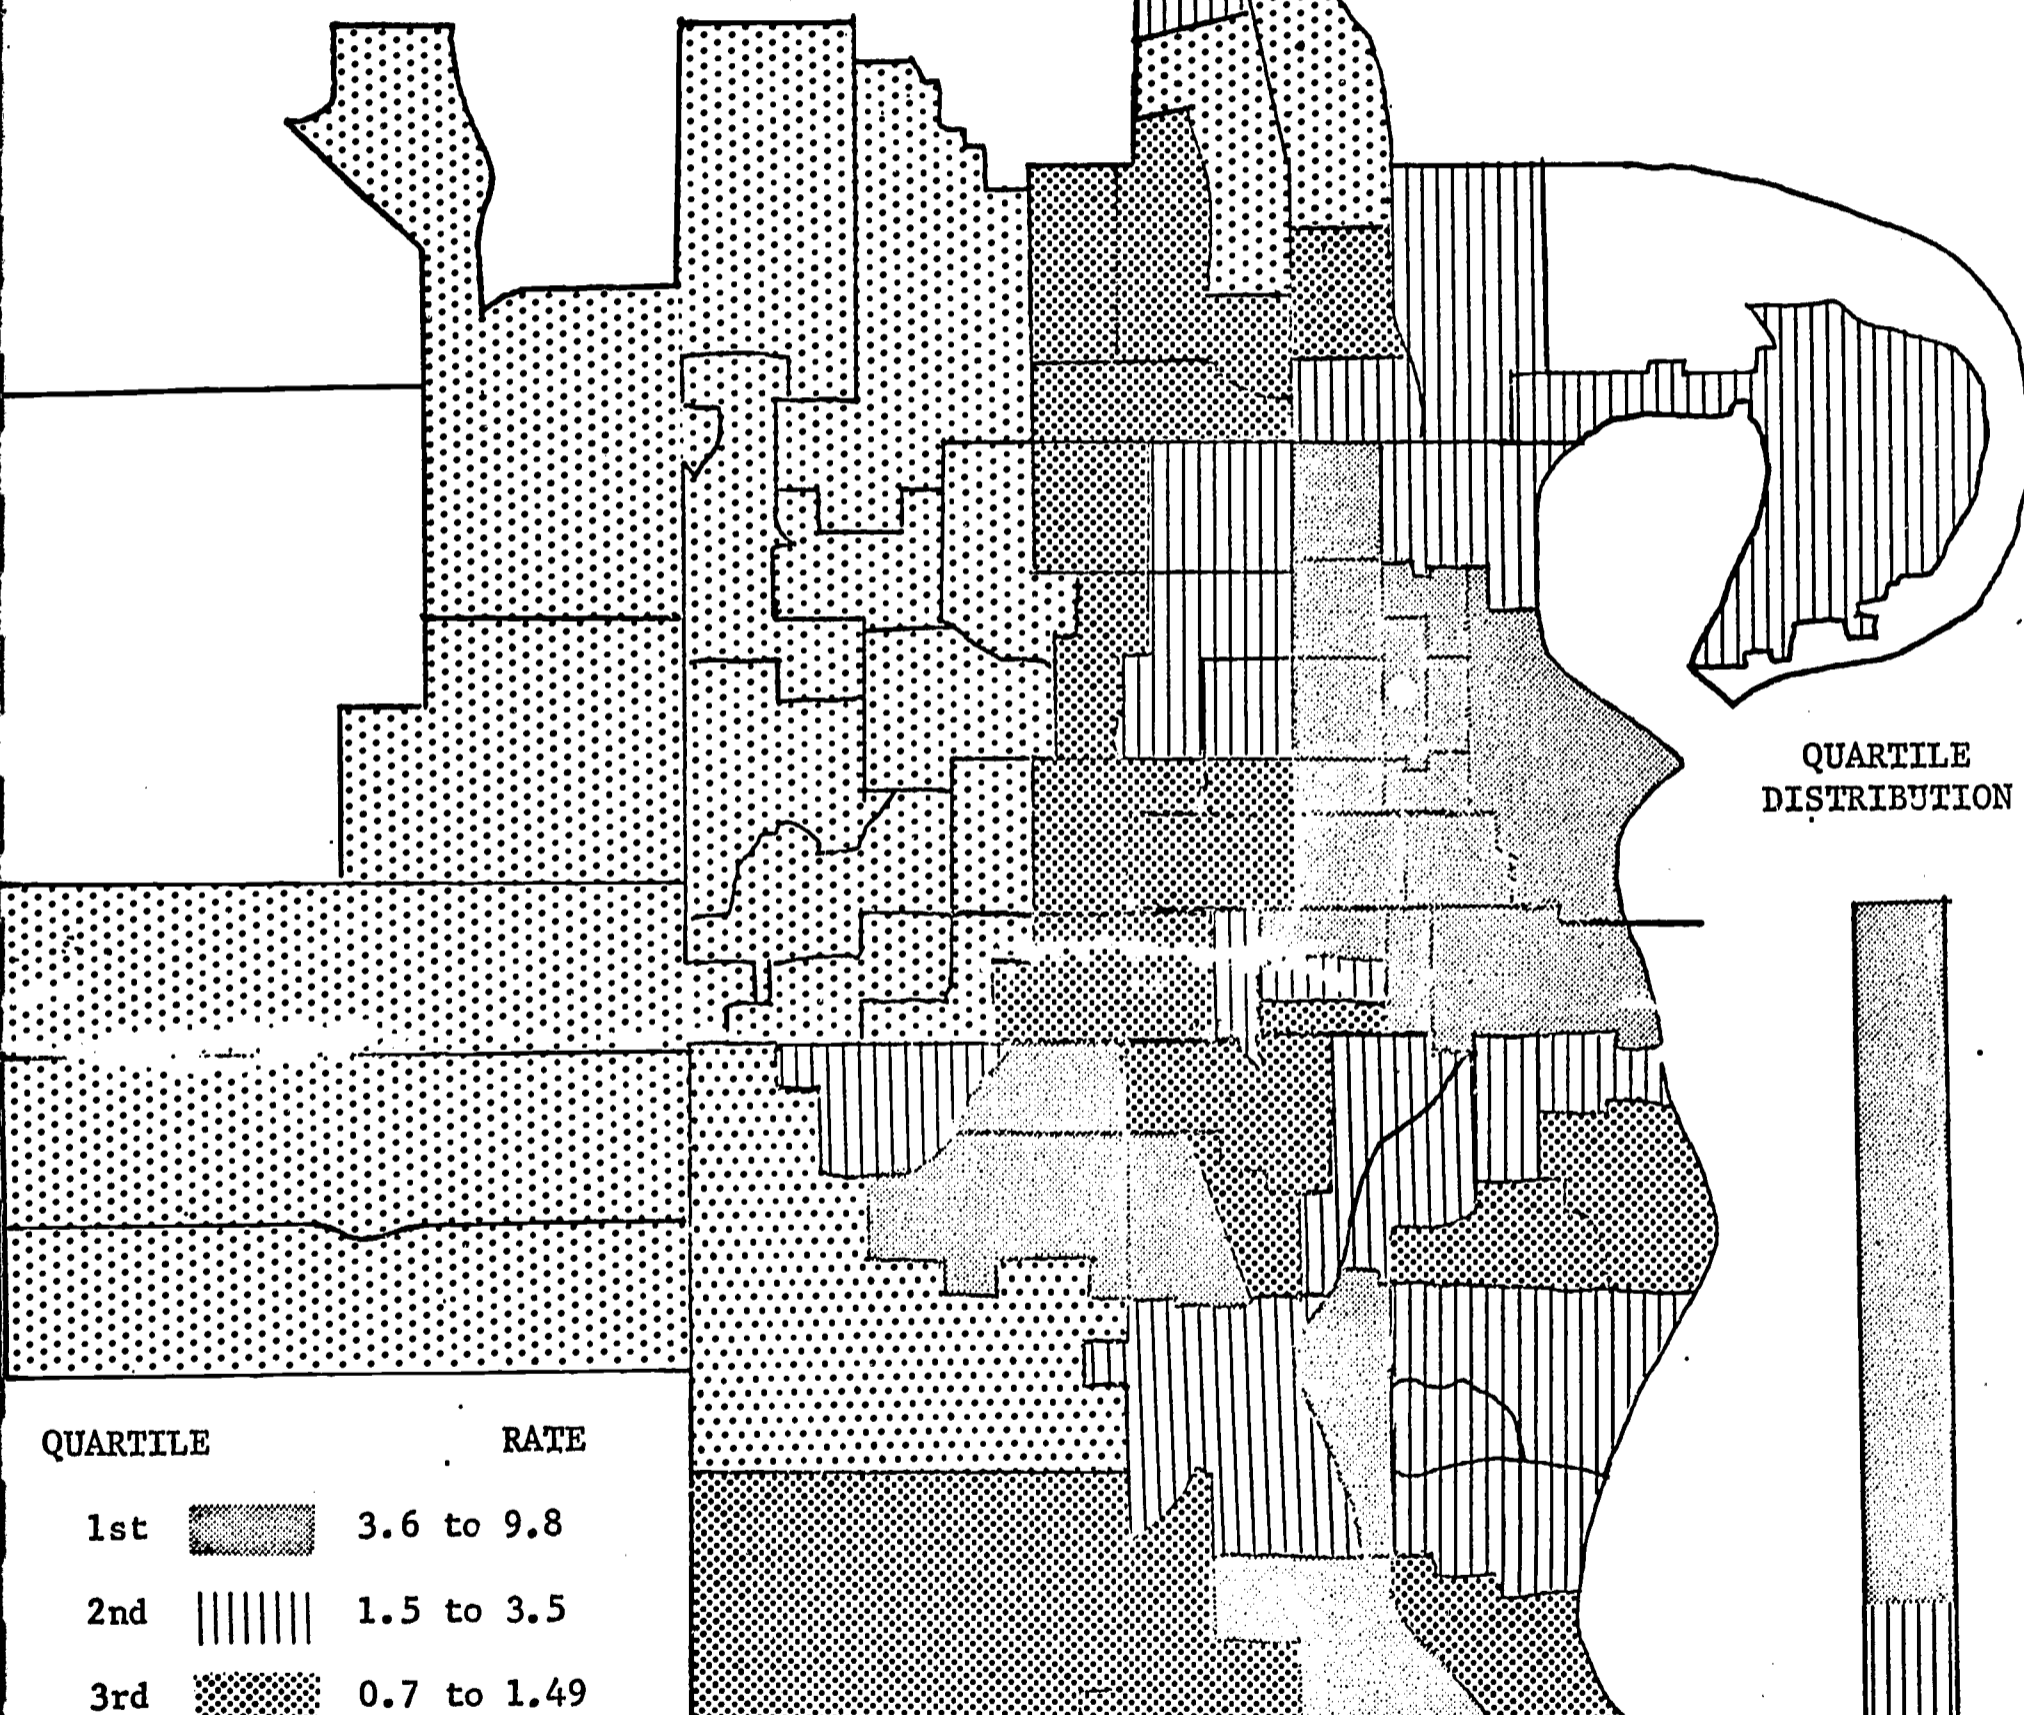 QUARTILE
DISTRIBUTION
QUARTILE RATE
1st 3.6 to 9.8
2nd 1.5 to 3.5
3rd 0.7 to 1.49